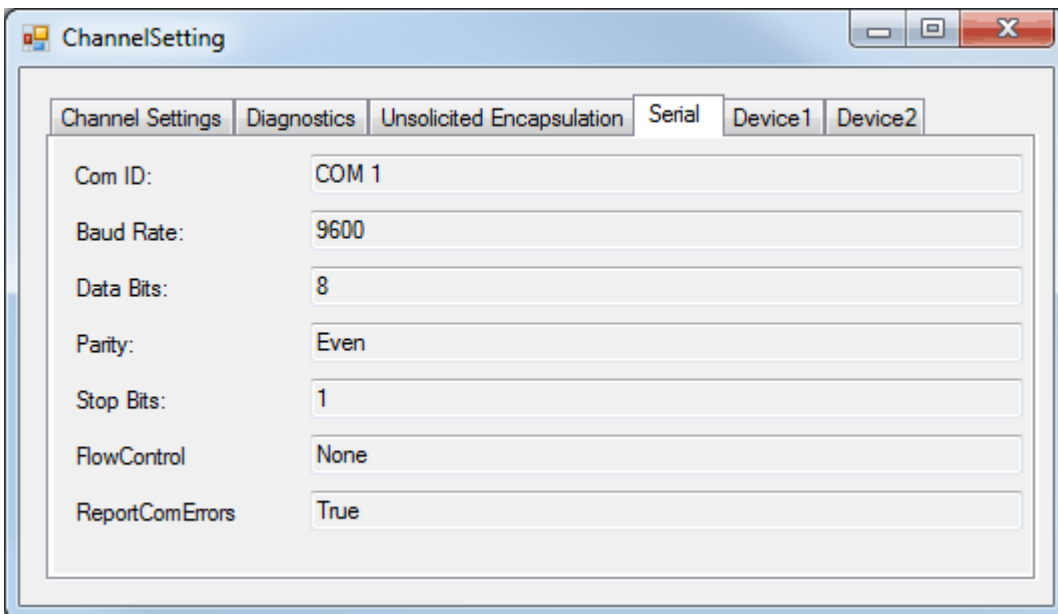 ChannelSetting
Channel Settings Diagnostics Unsolicited Encapsulation Serial Device1 Device2
Com ID: COM 1
Baud Rate: 9600
Data Bits: 8
Parity: Even
Stop Bits: 1
FlowControl None
ReportComErrors True